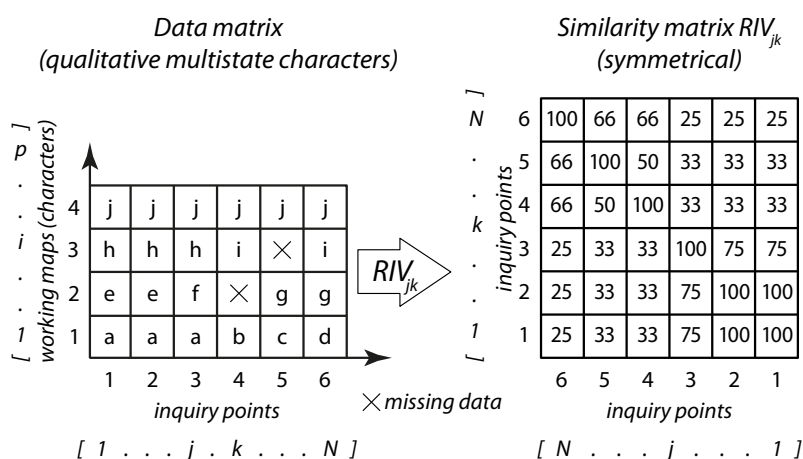 Data matrix
(qualitative multistate characters)
[ 1 . . i . . p ]
working maps (characters)
4 j j j j j j
3 h h h i × i
2 e e f × g g
1 a a a b c d
1 2 3 4 5 6
inquiry points
× missing data
[ 1 . . . j . k . . . N ]
RIVjk
Similarity matrix RIVjk
(symmetrical)
[ 1 . . k . . N ]
inquiry points
6 100 66 66 25 25 25
5 66 100 50 33 33 33
4 66 50 100 33 33 33
3 25 33 33 100 75 75
2 25 33 33 75 100 100
1 25 33 33 75 100 100
6 5 4 3 2 1
inquiry points
[ N . . . j . . . 1 ]